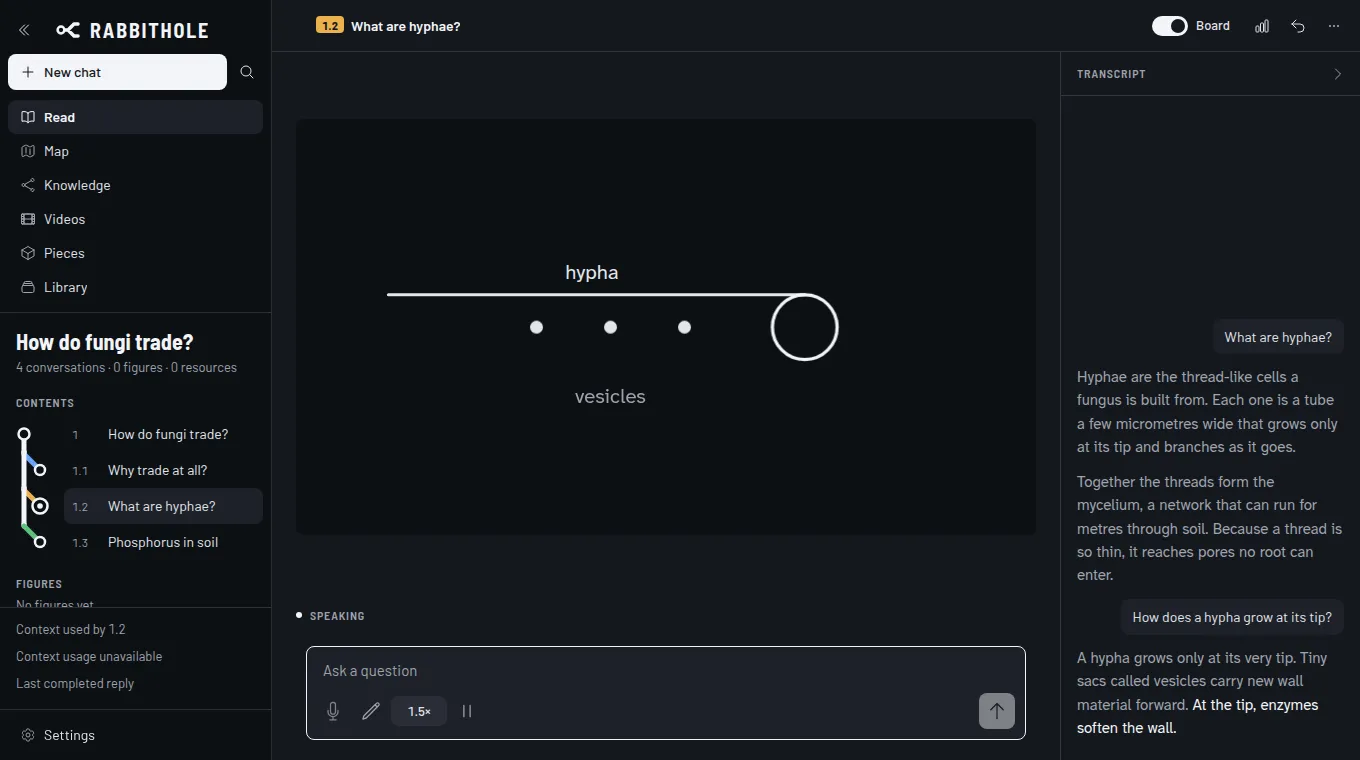 RABBITHOLE
New chat
Read
Map
Knowledge
Videos
Pieces
Library
How do fungi trade?
4 conversations · 0 figures · 0 resources
CONTENTS
1 How do fungi trade?
1.1 Why trade at all?
1.2 What are hyphae?
1.3 Phosphorus in soil
FIGURES
No figures yet
Context used by 1.2
Context usage unavailable
Last completed reply
Settings
1.2 What are hyphae?
Board
hypha
vesicles
SPEAKING
Ask a question
1.5×
TRANSCRIPT
What are hyphae?
Hyphae are the thread-like cells a
fungus is built from. Each one is a tube
a few micrometres wide that grows only
at its tip and branches as it goes.
Together the threads form the
mycelium, a network that can run for
metres through soil. Because a thread is
so thin, it reaches pores no root can
enter.
How does a hypha grow at its tip?
A hypha grows only at its very tip. Tiny
sacs called vesicles carry new wall
material forward. At the tip, enzymes
soften the wall.